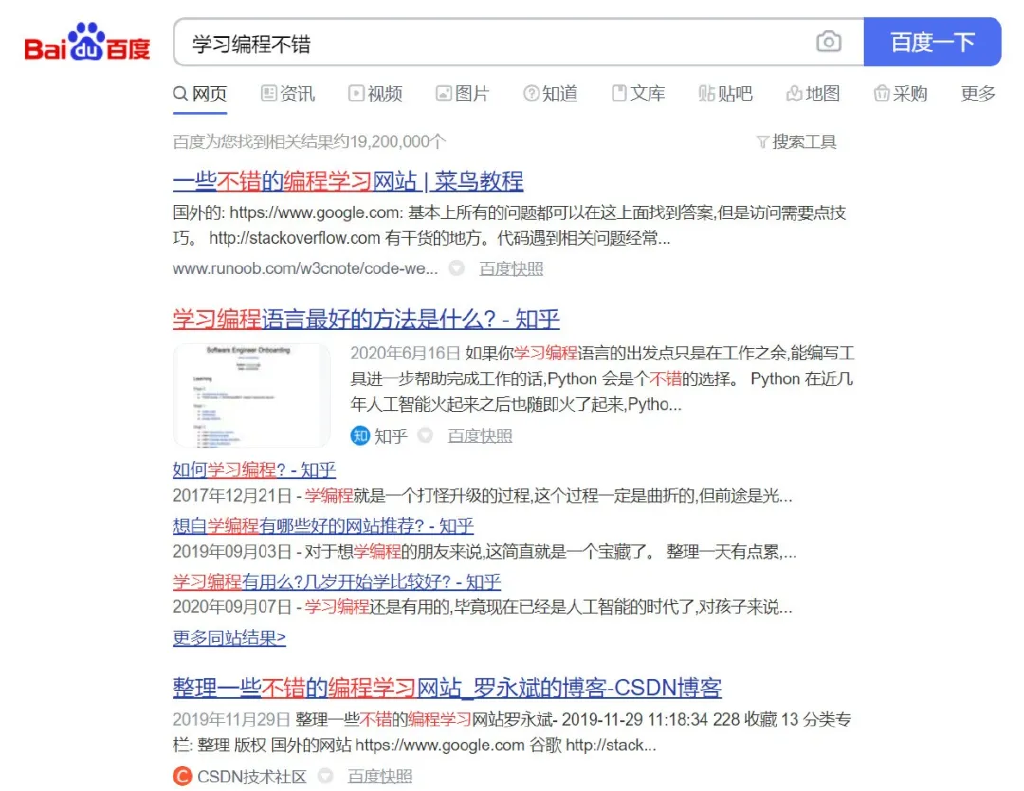 Bai du 百度
学习编程不错
百度一下
网页 资讯 视频 图片 知道 文库 贴吧 地图 采购 更多
百度为您找到相关结果约19,200,000个 搜索工具
一些不错的编程学习网站 | 菜鸟教程
国外的: https://www.google.com: 基本上所有的问题都可以在这上面找到答案,但是访问需要点技
巧。 http://stackoverflow.com 有干货的地方。代码遇到相关问题经常...
www.runoob.com/w3cnote/code-we... 百度快照
学习编程语言最好的方法是什么? - 知乎
Software Engineer Onboarding
2020年6月16日 如果你学习编程语言的出发点只是在工作之余,能编写工
具进一步帮助完成工作的话,Python 会是个不错的选择。 Python 在近几
年人工智能火起来之后也随即火了起来,Pytho...
知 知乎 百度快照
如何学习编程? - 知乎
2017年12月21日 - 学编程就是一个打怪升级的过程,这个过程一定是曲折的,但前途是光...
想自学编程有哪些好的网站推荐? - 知乎
2019年09月03日 - 对于想学编程的朋友来说,这简直就是一个宝藏了。 整理一天有点累,...
学习编程有用么?几岁开始学比较好? - 知乎
2020年09月07日 - 学习编程还是有用的,毕竟现在已经是人工智能的时代了,对孩子来说...
更多同站结果>
整理一些不错的编程学习网站_罗永斌的博客-CSDN博客
2019年11月29日 整理一些不错的编程学习网站罗永斌- 2019-11-29 11:18:34 228 收藏 13 分类专
栏: 整理 版权 国外的网站 https://www.google.com 谷歌 http://stack...
C CSDN技术社区 百度快照